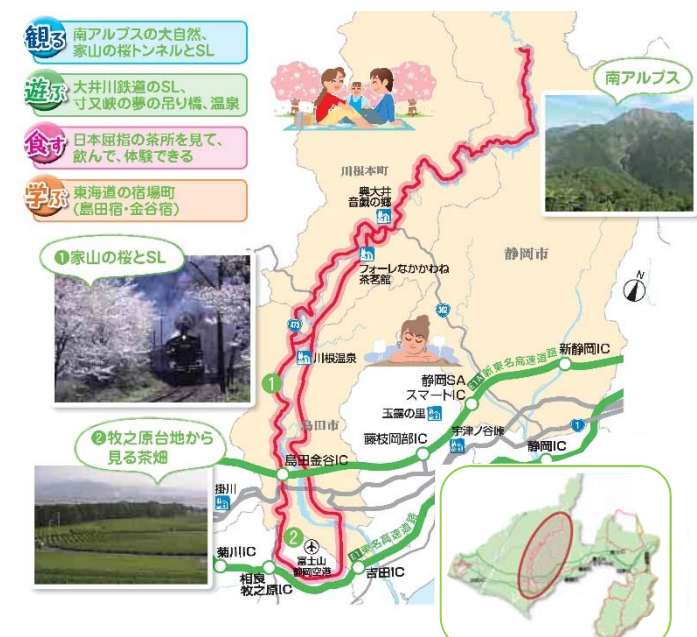 観る 南アルプスの大自然、
家山の桜トンネルとSL
遊ぶ 大井川鉄道のSL、
寸又峡の夢の吊り橋、温泉
食す 日本屈指の茶所を見て、
飲んで、体験できる
学ぶ 東海道の宿場町
(島田宿・金谷宿)
南アルプス
川根本町
奥大井
音戯の郷
フォーレなかかわね
茶茗館
静岡市
N
❶家山の桜とSL
473
362
川根温泉
1
島田市
静岡SA
スマートIC
E1A 新東名高速道路
新静岡IC
玉露の里
宇津ノ谷峠
1
藤枝岡部IC
静岡IC
❷牧之原台地から
見る茶畑
島田金谷IC
掛川
2
富士山
静岡空港
E1 東名高速道路
菊川IC
相良
牧之原IC
吉田IC